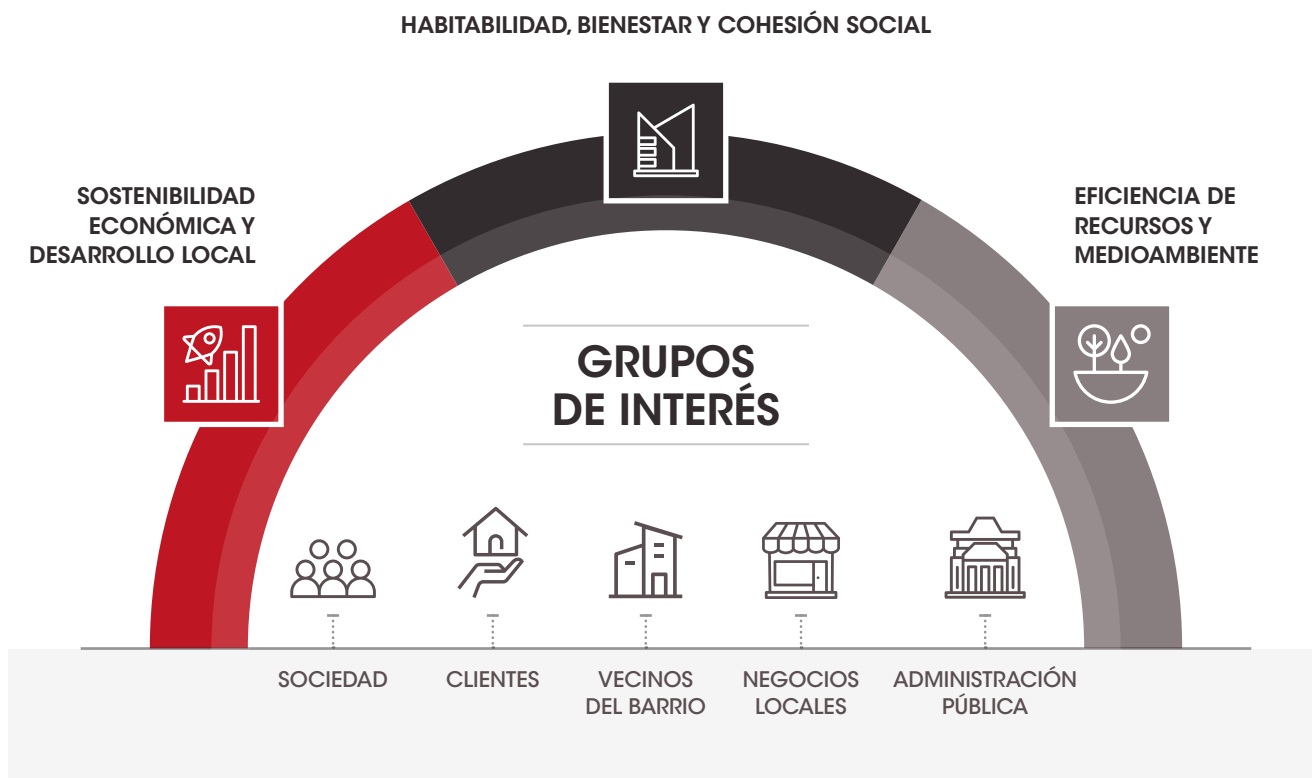 HABITABILIDAD, BIENESTAR Y COHESIÓN SOCIAL
SOSTENIBILIDAD
ECONÓMICA Y
DESARROLLO LOCAL
EFICIENCIA DE
RECURSOS Y
MEDIOAMBIENTE
GRUPOS
DE INTERÉS
SOCIEDAD
CLIENTES
VECINOS
DEL BARRIO
NEGOCIOS
LOCALES
ADMINISTRACIÓN
PÚBLICA